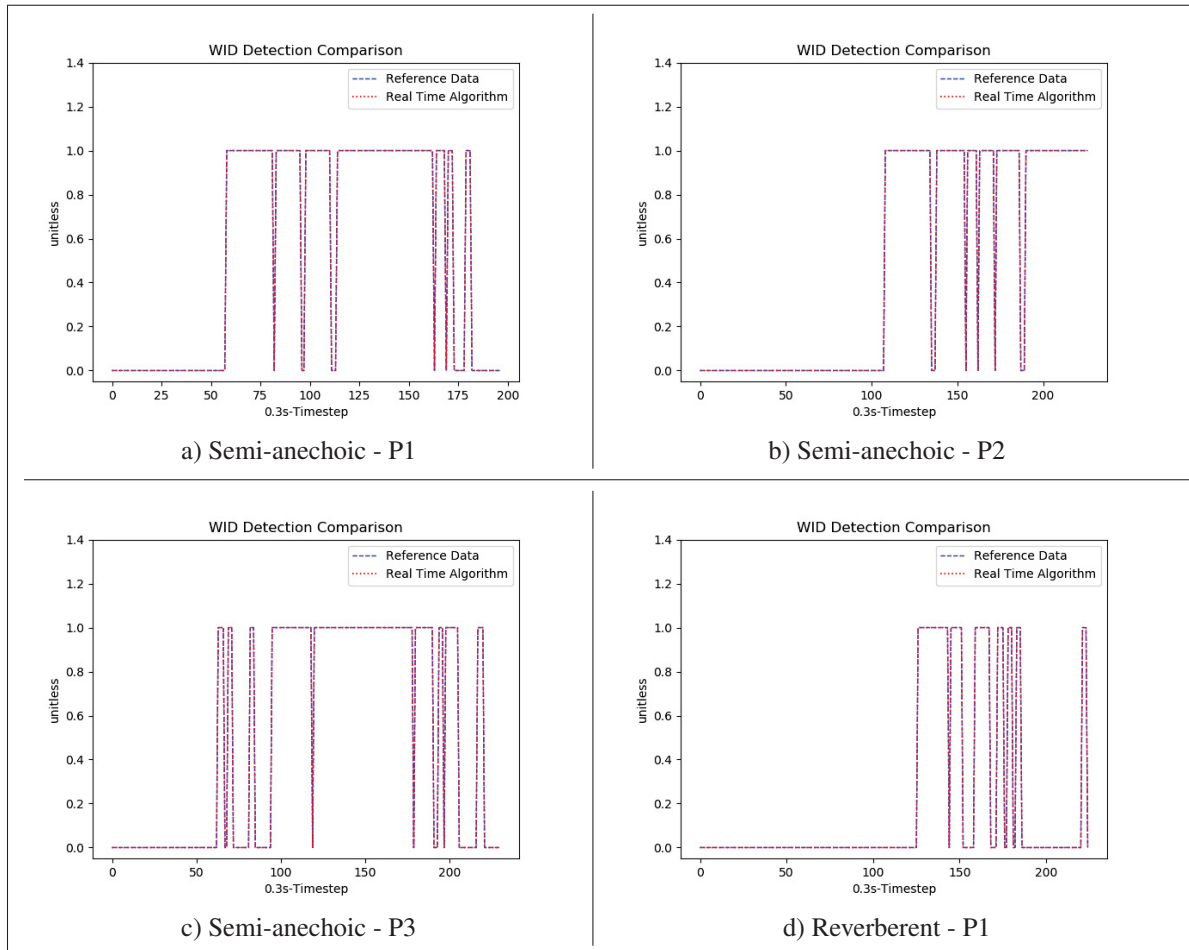 WID Detection Comparison
1.4
1.2
1.0
0.8
0.6
0.4
0.2
0.0
unitless
Reference Data
Real Time Algorithm
0 25 50 75 100 125 150 175 200
0.3s-Timestep
a) Semi-anechoic - P1
WID Detection Comparison
1.4
1.2
1.0
0.8
0.6
0.4
0.2
0.0
unitless
Reference Data
Real Time Algorithm
0 50 100 150 200
0.3s-Timestep
b) Semi-anechoic - P2
WID Detection Comparison
1.4
1.2
1.0
0.8
0.6
0.4
0.2
0.0
unitless
Reference Data
Real Time Algorithm
0 50 100 150 200
0.3s-Timestep
c) Semi-anechoic - P3
WID Detection Comparison
1.4
1.2
1.0
0.8
0.6
0.4
0.2
0.0
unitless
Reference Data
Real Time Algorithm
0 50 100 150 200
0.3s-Timestep
d) Reverberent - P1